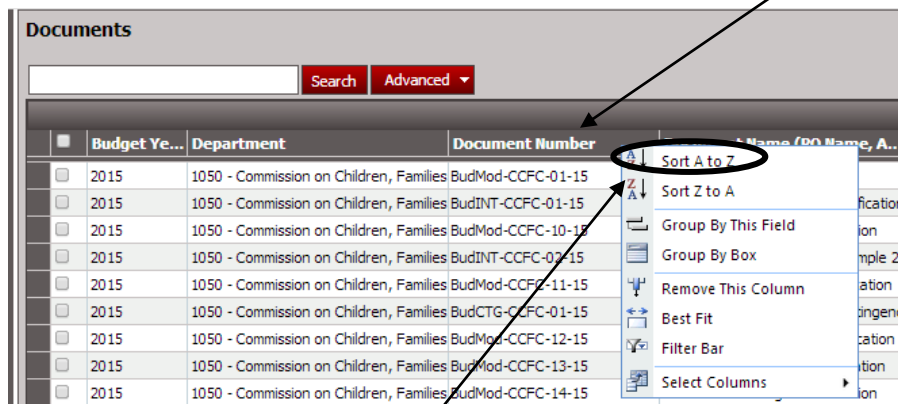 Documents
Search Advanced
Budget Ye... Department Document Number Name (PO Name, A...
2015 1050 - Commission on Children, Families BudMod-CCFC-01-15
2015 1050 - Commission on Children, Families BudINT-CCFC-01-15
2015 1050 - Commission on Children, Families BudMod-CCFC-10-15
2015 1050 - Commission on Children, Families BudINT-CCFC-02-15
2015 1050 - Commission on Children, Families BudMod-CCFC-11-15
2015 1050 - Commission on Children, Families BudCTG-CCFC-01-15
2015 1050 - Commission on Children, Families BudMod-CCFC-12-15
2015 1050 - Commission on Children, Families BudMod-CCFC-13-15
2015 1050 - Commission on Children, Families BudMod-CCFC-14-15
Sort A to Z
Sort Z to A
Group By This Field
Group By Box
Remove This Column
Best Fit
Filter Bar
Select Columns